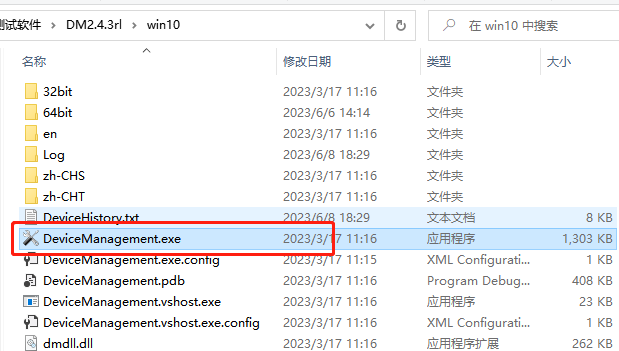 测试软件 > DM2.4.3rl > win10
在 win10 中搜索
名称 修改日期 类型 大小
32bit 2023/3/17 11:16 文件夹
64bit 2023/6/6 14:14 文件夹
en 2023/3/17 11:16 文件夹
Log 2023/6/8 18:29 文件夹
zh-CHS 2023/3/17 11:16 文件夹
zh-CHT 2023/3/17 11:16 文件夹
DeviceHistory.txt 2023/6/8 18:29 文本文档 8 KB
DeviceManagement.exe 2023/3/17 11:16 应用程序 1,303 KB
DeviceManagement.exe.config 2023/3/17 11:15 XML Configurati... 1 KB
DeviceManagement.pdb 2023/3/17 11:16 Program Debug... 408 KB
DeviceManagement.vshost.exe 2023/3/17 11:16 应用程序 23 KB
DeviceManagement.vshost.exe.config 2023/3/17 11:16 XML Configurati... 1 KB
dmdll.dll 2023/3/17 11:16 应用程序扩展 262 KB